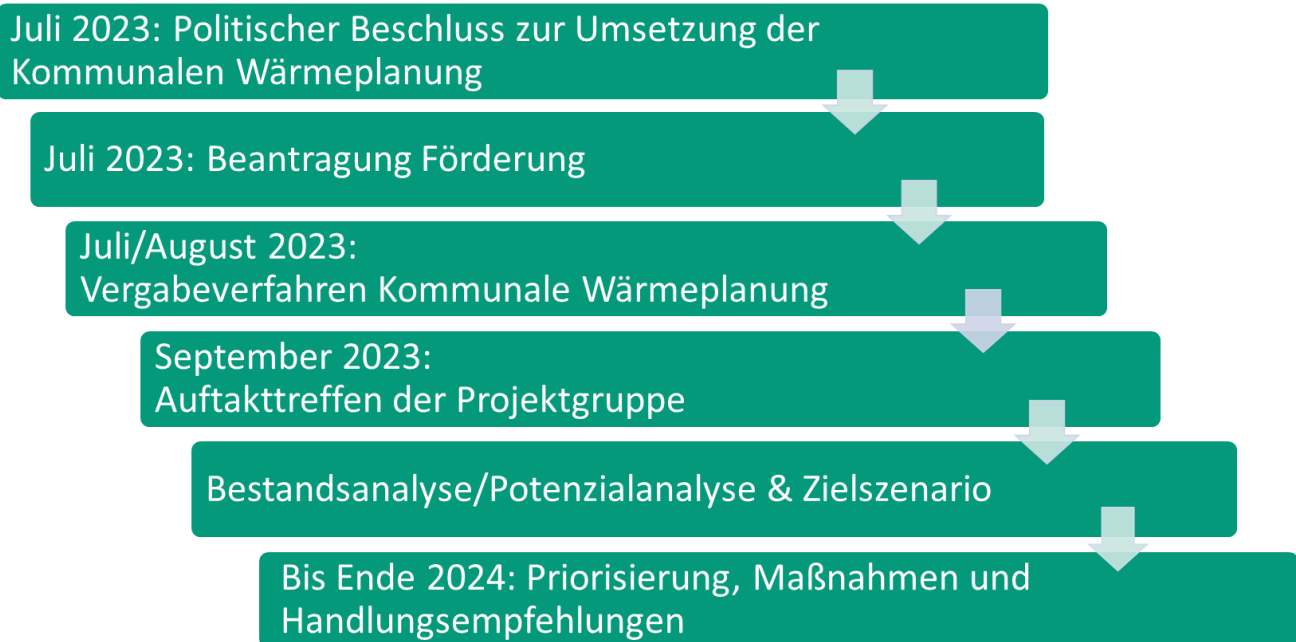 Juli 2023: Politischer Beschluss zur Umsetzung der
Kommunalen Wärmeplanung
Juli 2023: Beantragung Förderung
Juli/August 2023:
Vergabeverfahren Kommunale Wärmeplanung
September 2023:
Auftakttreffen der Projektgruppe
Bestandsanalyse/Potenzialanalyse & Zielszenario
Bis Ende 2024: Priorisierung, Maßnahmen und
Handlungsempfehlungen